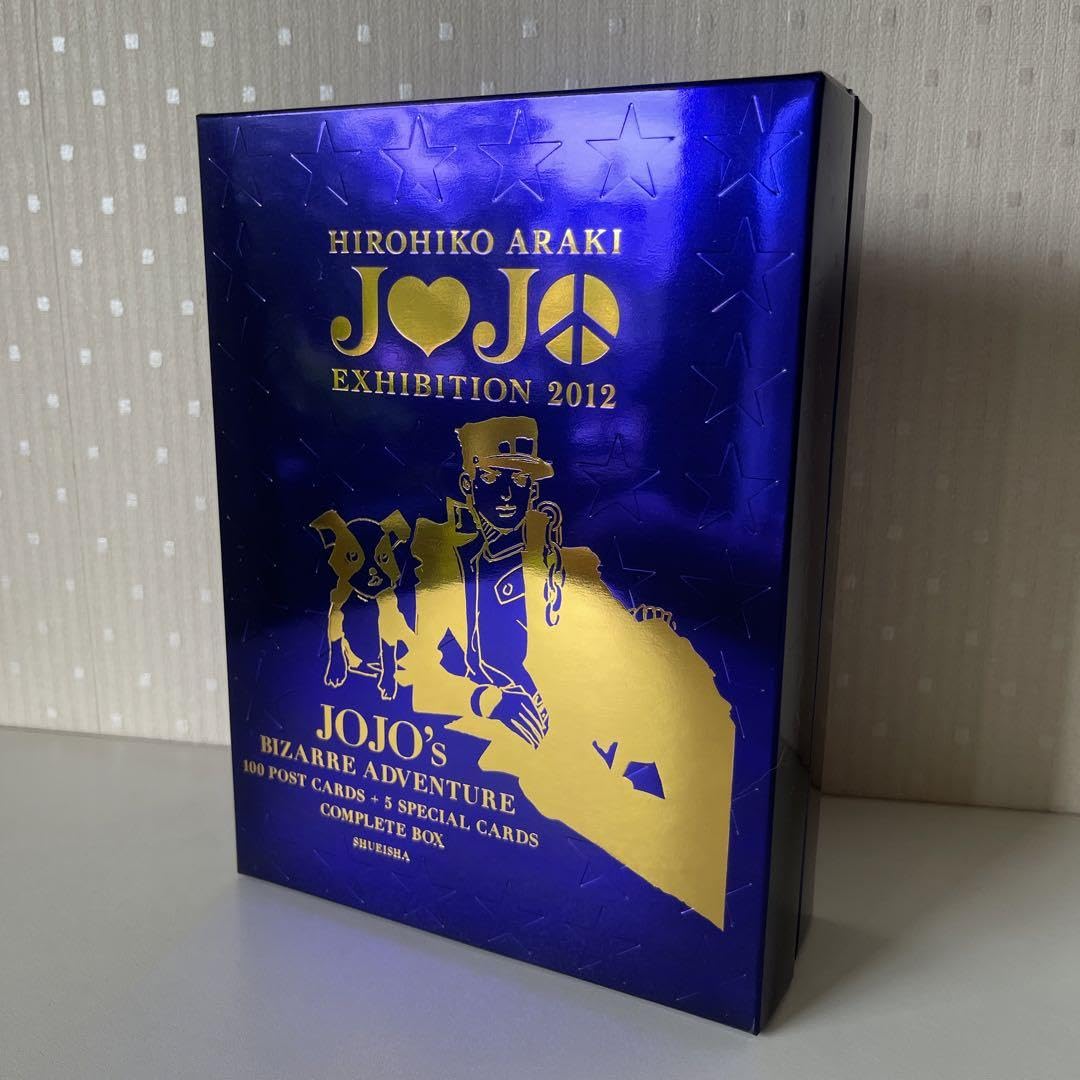 HIROHIKO ARAKI
JOJO
EXHIBITION 2012
JOJO's
BIZARRE ADVENTURE
100 POST CARDS + 5 SPECIAL CARDS
COMPLETE BOX
SHUEISHA